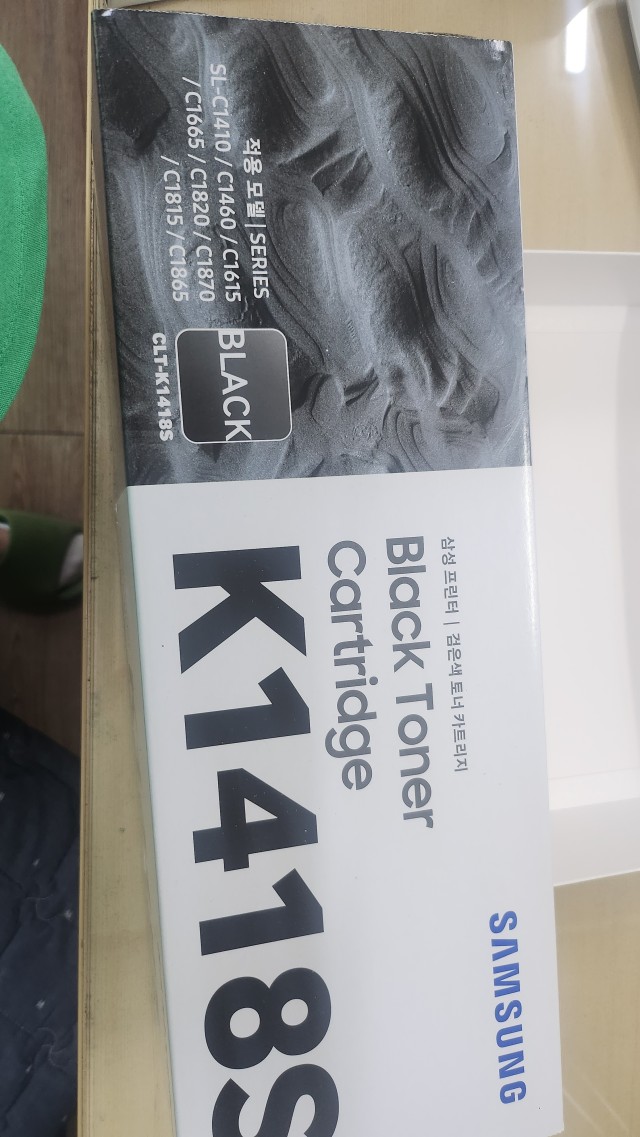 적용 모델 | SERIES
SL-C1410 / C1460 / C1615
/ C1665 / C1820 / C1870
/ C1815 / C1865
BLACK
CLT-K1418S
삼성 프린터 | 검은색 토너 카트리지
Black Toner
Cartridge
K1418S
SAMSUNG